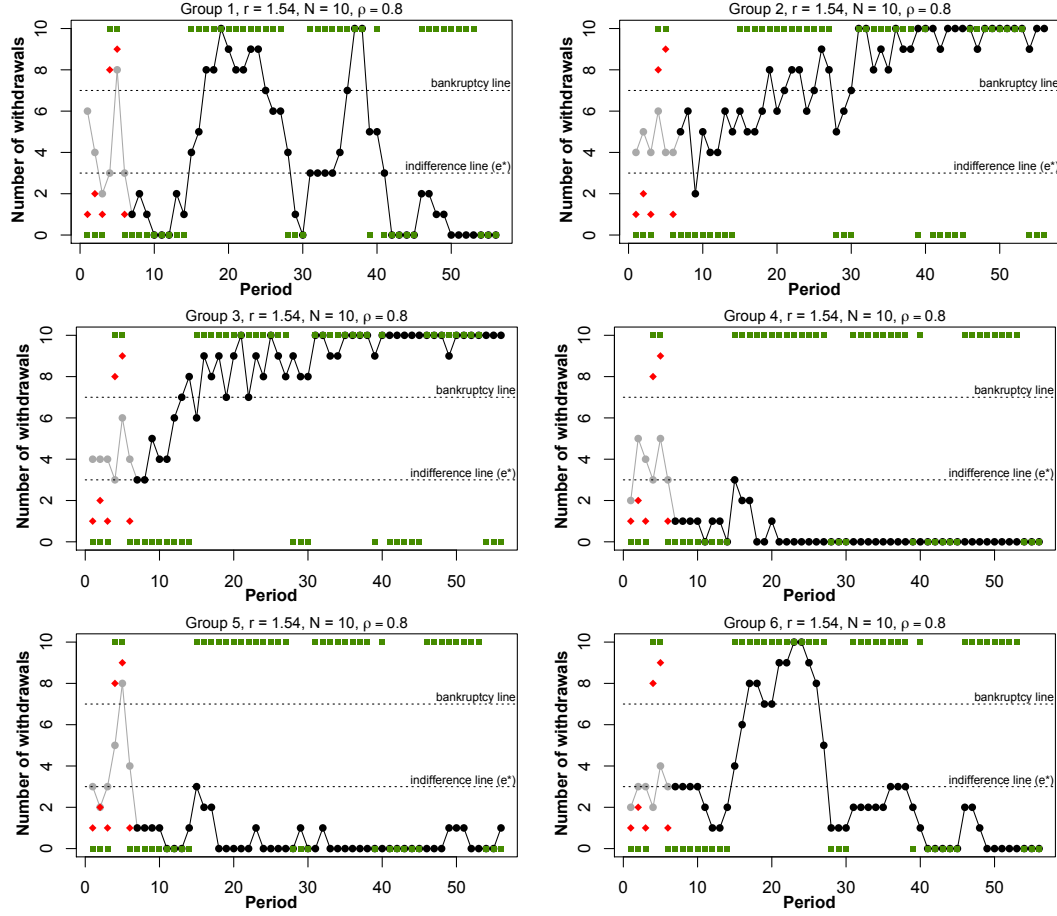 Group 1, r = 1.54, N = 10, ρ = 0.8
Number of withdrawals
10
8
6
4
2
0
bankruptcy line
indifference line (e*)
0 10 20 30 40 50
Period
Group 2, r = 1.54, N = 10, ρ = 0.8
Number of withdrawals
10
8
6
4
2
0
bankruptcy line
indifference line (e*)
0 10 20 30 40 50
Period
Group 3, r = 1.54, N = 10, ρ = 0.8
Number of withdrawals
10
8
6
4
2
0
bankruptcy line
indifference line (e*)
0 10 20 30 40 50
Period
Group 4, r = 1.54, N = 10, ρ = 0.8
Number of withdrawals
10
8
6
4
2
0
bankruptcy line
indifference line (e*)
0 10 20 30 40 50
Period
Group 5, r = 1.54, N = 10, ρ = 0.8
Number of withdrawals
10
8
6
4
2
0
bankruptcy line
indifference line (e*)
0 10 20 30 40 50
Period
Group 6, r = 1.54, N = 10, ρ = 0.8
Number of withdrawals
10
8
6
4
2
0
bankruptcy line
indifference line (e*)
0 10 20 30 40 50
Period